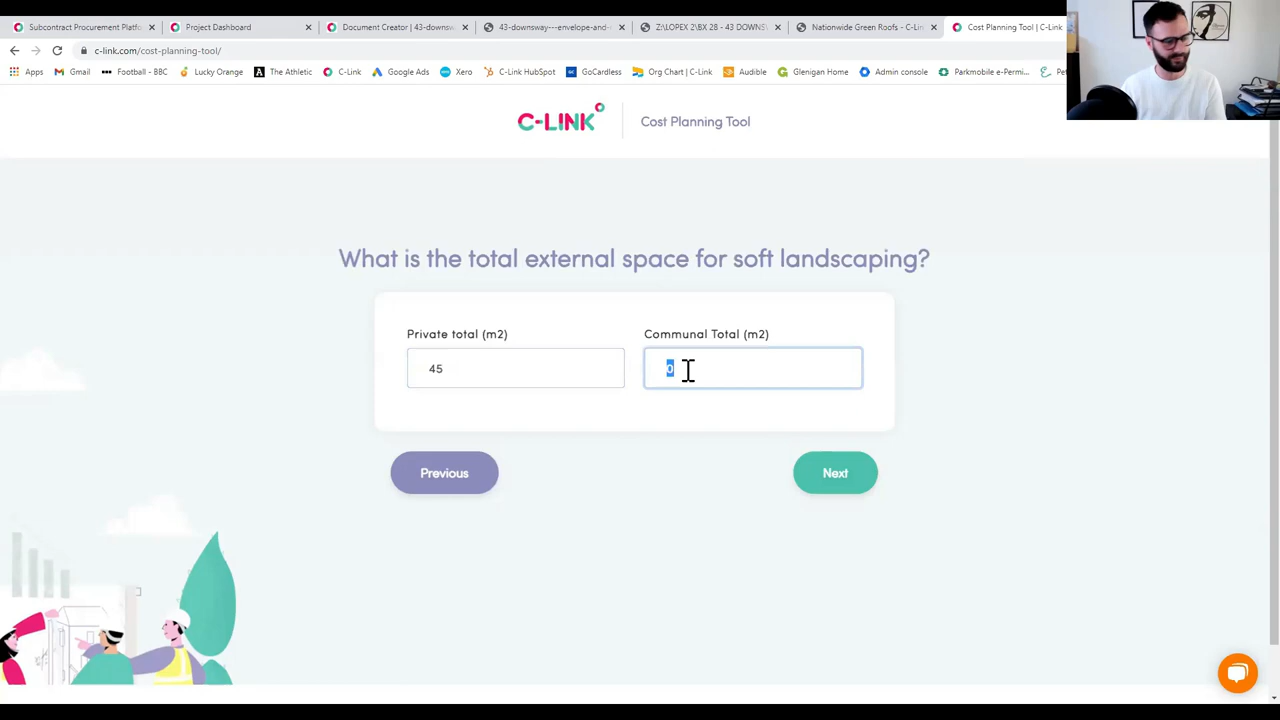 Subcontract Procurement Platfo
Project Dashboard
Document Creator | 43-downsw
43-downsway---envelope-and-
Z:\LOPEX 2\BX 28 - 43 DOWNS
Nationwide Green Roofs - C-Lin
Cost Planning Tool | C-Link
c-link.com/cost-planning-tool/
Apps
Gmail
Football - BBC
Lucky Orange
The Athletic
C-Link
Google Ads
Xero
C-Link HubSpot
GoCardless
Org Chart | C-Link
Audible
Glenigan Home
Admin console
Parkmobile e-Permi...
Pet
C-LINK
Cost Planning Tool
What is the total external space for soft landscaping?
Private total (m2)
Communal Total (m2)
45
0
Previous
Next